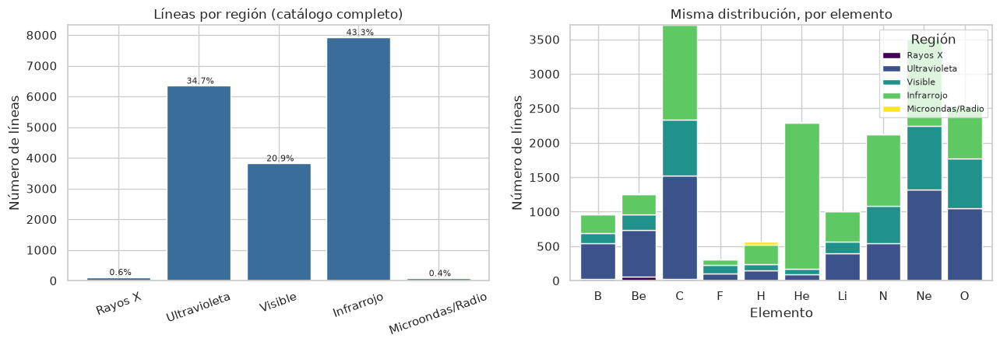 Líneas por región (catálogo completo)
Número de líneas
8000
7000
6000
5000
4000
3000
2000
1000
0
0.6%
34.7%
20.9%
43.3%
0.4%
Rayos X
Ultravioleta
Visible
Infrarrojo
Microondas/Radio
Misma distribución, por elemento
Número de líneas
3500
3000
2500
2000
1500
1000
500
0
Región
Rayos X
Ultravioleta
Visible
Infrarrojo
Microondas/Radio
B Be C F H He Li N Ne O
Elemento